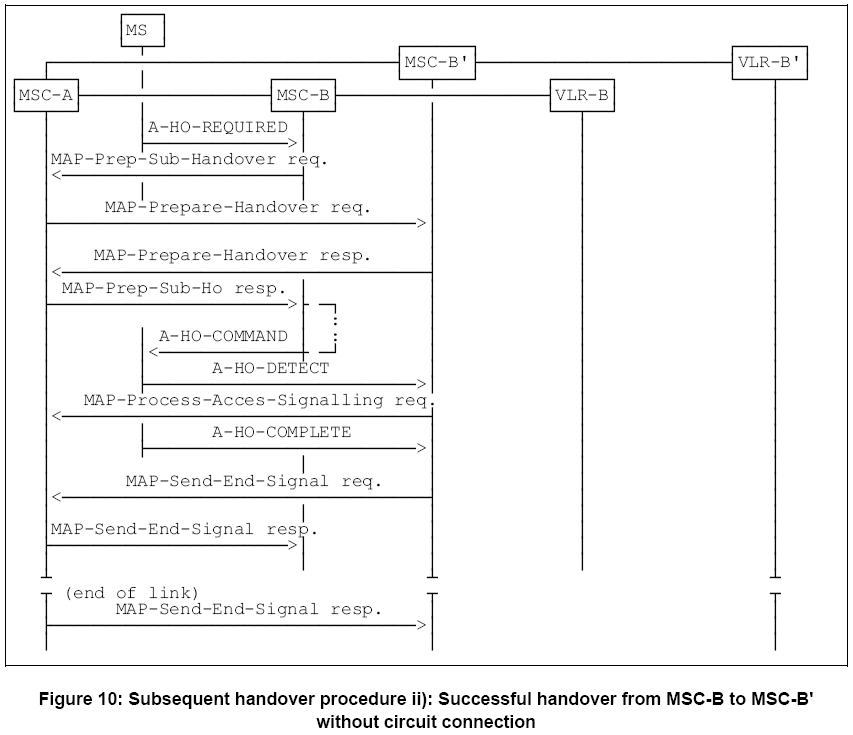 MS
MSC-B'
VLR-B'
MSC-A
MSC-B
VLR-B
A-HO-REQUIRED
MAP-Prep-Sub-Handover req.
MAP-Prepare-Handover req.
MAP-Prepare-Handover resp.
MAP-Prep-Sub-Ho resp.
A-HO-COMMAND
A-HO-DETECT
MAP-Process-Acces-Signalling req.
A-HO-COMPLETE
MAP-Send-End-Signal req.
MAP-Send-End-Signal resp.
(end of link)
MAP-Send-End-Signal resp.
Figure 10: Subsequent handover procedure ii): Successful handover from MSC-B to MSC-B'
without circuit connection